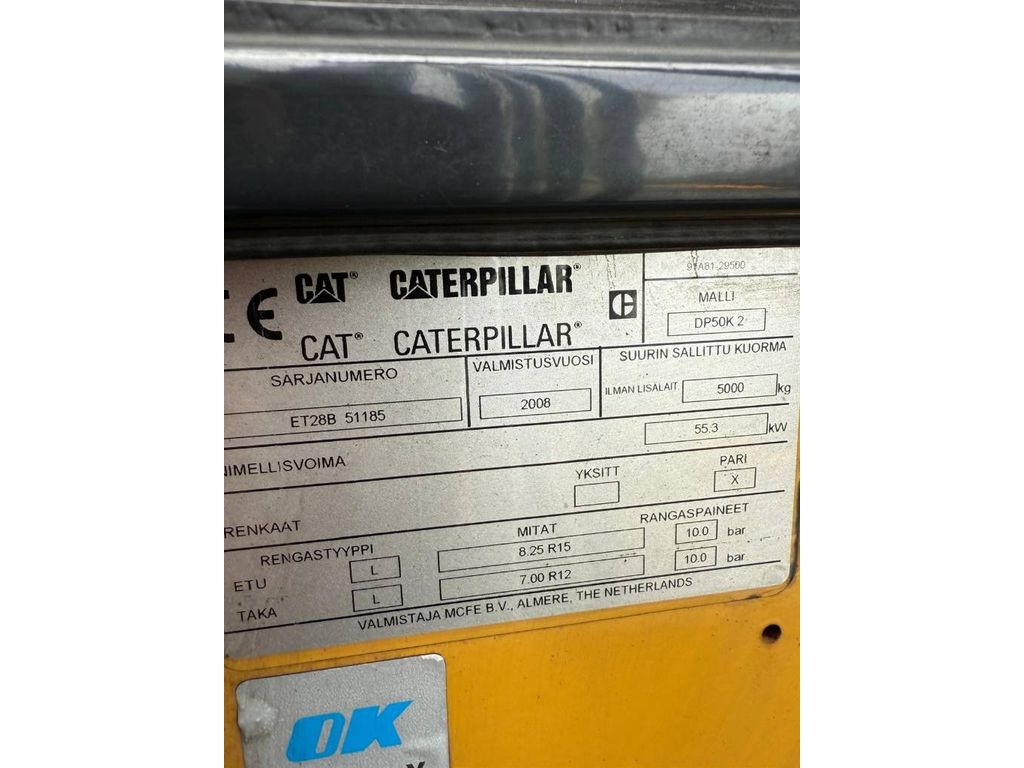 CE CAT® CATERPILLAR®
CAT® CATERPILLAR®
91A81-29500
MALLI
DP50K 2
SARJANUMERO
ET28B 51185
VALMISTUSVUOSI
2008
SUURIN SALLITTU KUORMA
ILMAN LISÄLAIT. 5000 kg
NIMELLISVOIMA 55.3 kW
YKSITT PARI
X
RENKAAT
RENGASTYYPPI MITAT RANGASPAINEET
ETU L 8.25 R15 10.0 bar
TAKA L 7.00 R12 10.0 bar
VALMISTAJA MCFE B.V., ALMERE, THE NETHERLANDS
OK